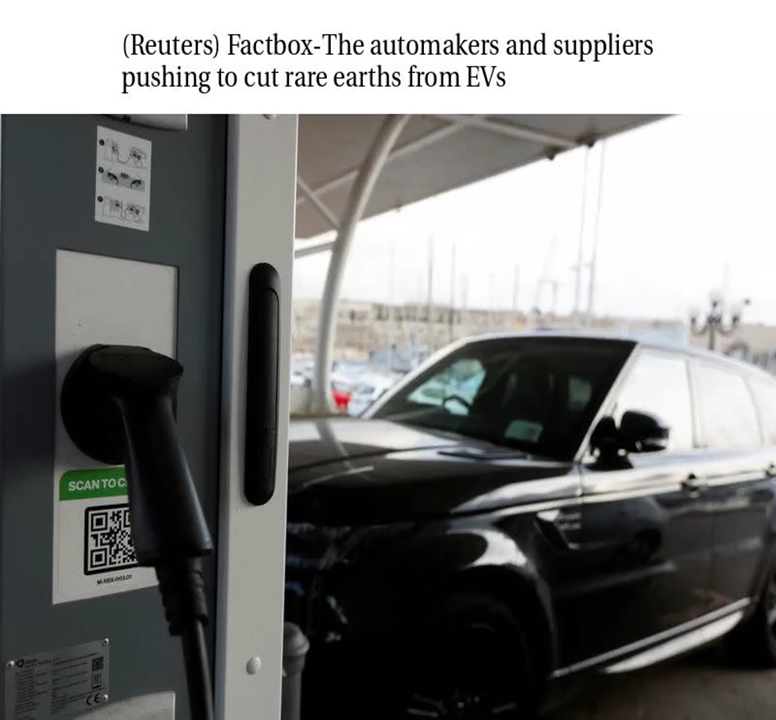 (Reuters) Factbox-The automakers and suppliers
pushing to cut rare earths from EVs
SCAN TO C